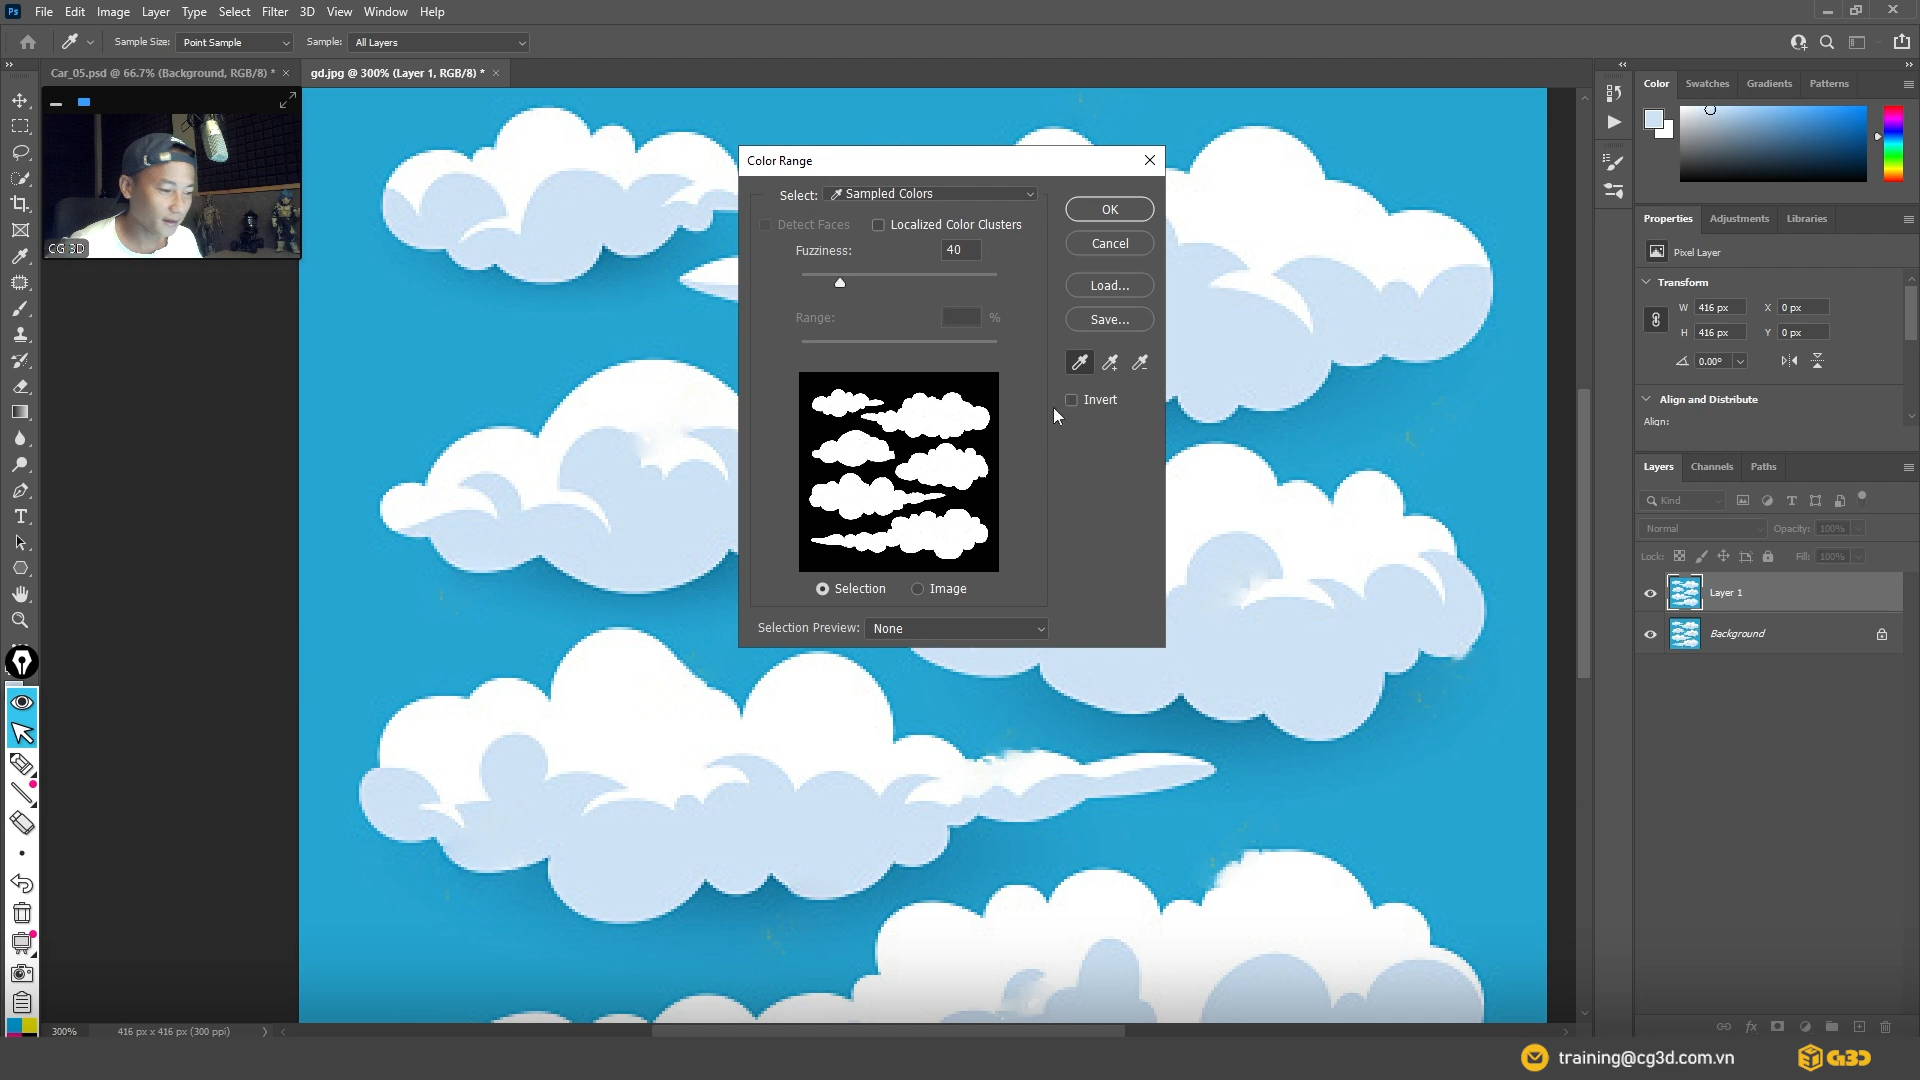 Ps File Edit Image Layer Type Select Filter 3D View Window Help
Sample Size: Point Sample Sample: All Layers
Car_05.psd @ 66.7% (Background, RGB/8) * × gd.jpg @ 300% (Layer 1, RGB/8) * ×
CG 3D
Color Range
Select: Sampled Colors
Detect Faces Localized Color Clusters
Fuzziness: 40
Range: %
Selection Image
Selection Preview: None
OK
Cancel
Load...
Save...
Invert
Color Swatches Gradients Patterns
Properties Adjustments Libraries
Pixel Layer
Transform
W 416 px X 0 px
H 416 px Y 0 px
0.00°
Align and Distribute
Align:
Layers Channels Paths
Kind
Normal Opacity: 100%
Lock: Fill: 100%
Layer 1
Background
300% 416 px x 416 px (300 ppi)
training@cg3d.com.vn CG3D